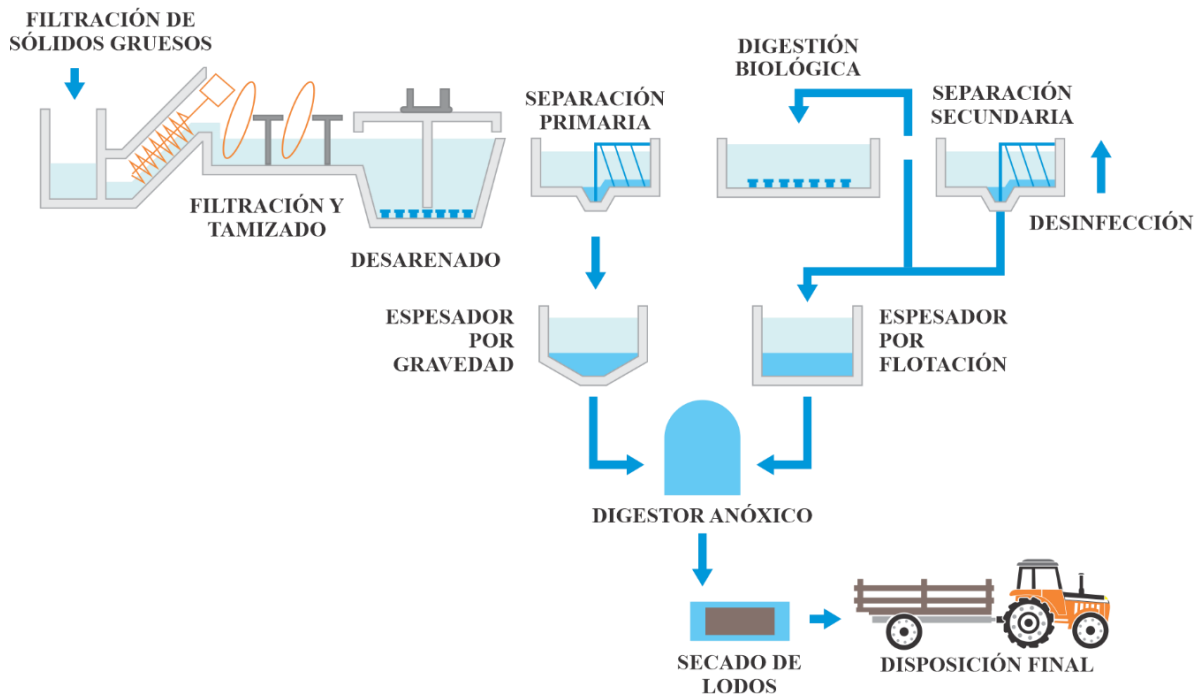 FILTRACIÓN DE
SÓLIDOS GRUESOS
FILTRACIÓN Y
TAMIZADO
DESARENADO
SEPARACIÓN
PRIMARIA
DIGESTIÓN
BIOLÓGICA
SEPARACIÓN
SECUNDARIA
DESINFECCIÓN
ESPESADOR
POR
GRAVEDAD
ESPESADOR
POR
FLOTACIÓN
DIGESTOR ANÓXICO
SECADO DE
LODOS
DISPOSICIÓN FINAL